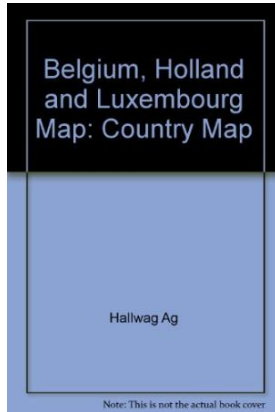 Belgium, Holland
and Luxembourg
Map: Country Map
Hallwag Ag
Note: This is not the actual book cover